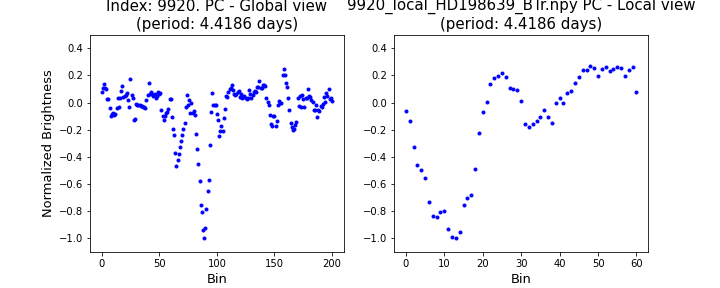 Index: 9920. PC - Global view
(period: 4.4186 days)
9920_local_HD198639_BTr.npy PC - Local view
(period: 4.4186 days)
Normalized Brightness
0.4
0.2
0.0
−0.2
−0.4
−0.6
−0.8
−1.0
0 50 100 150 200
Bin
0.4
0.2
0.0
−0.2
−0.4
−0.6
−0.8
−1.0
0 10 20 30 40 50 60
Bin